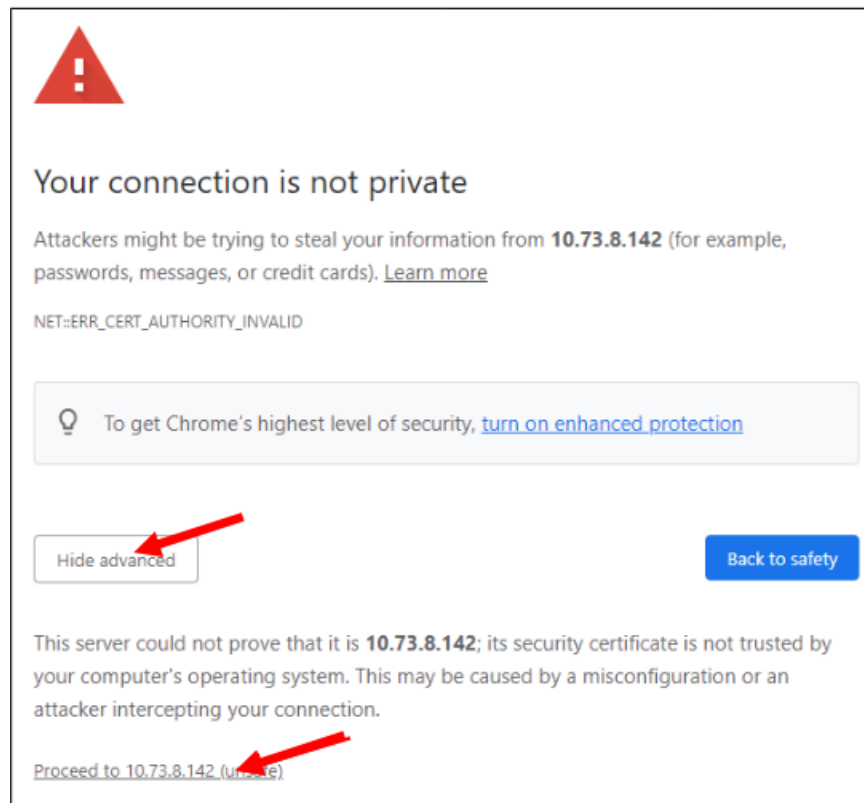 Your connection is not private
Attackers might be trying to steal your information from 10.73.8.142 (for example,
passwords, messages, or credit cards). Learn more
NET::ERR_CERT_AUTHORITY_INVALID
To get Chrome's highest level of security, turn on enhanced protection
Hide advanced
Back to safety
This server could not prove that it is 10.73.8.142; its security certificate is not trusted by
your computer's operating system. This may be caused by a misconfiguration or an
attacker intercepting your connection.
Proceed to 10.73.8.142 (unsafe)